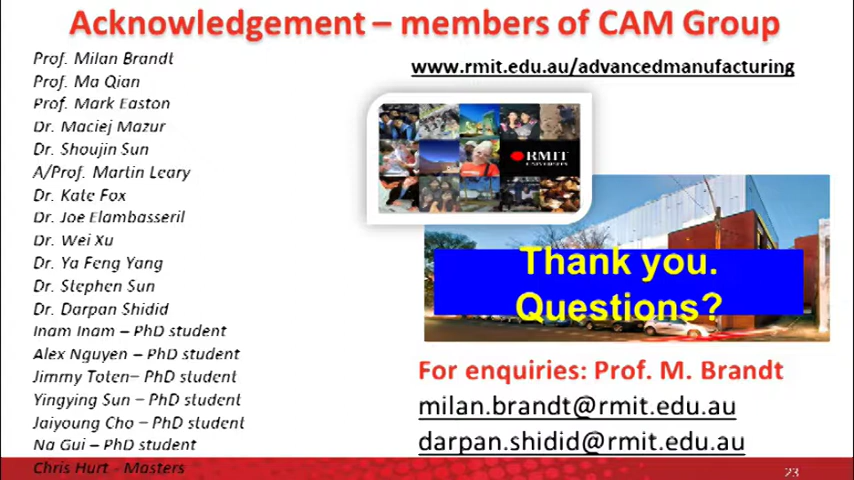 Acknowledgement – members of CAM Group
Prof. Milan Brandt
Prof. Ma Qian
Prof. Mark Easton
Dr. Maciej Mazur
Dr. Shoujin Sun
A/Prof. Martin Leary
Dr. Kate Fox
Dr. Joe Elambasseril
Dr. Wei Xu
Dr. Ya Feng Yang
Dr. Stephen Sun
Dr. Darpan Shidid
Inam Inam – PhD student
Alex Nguyen – PhD student
Jimmy Toten– PhD student
Yingying Sun – PhD student
Jaiyoung Cho – PhD student
Na Gui – PhD student
Chris Hurt - Masters
www.rmit.edu.au/advancedmanufacturing
RMIT
UNIVERSITY
Thank you.
Questions?
For enquiries: Prof. M. Brandt
milan.brandt@rmit.edu.au
darpan.shidid@rmit.edu.au
23